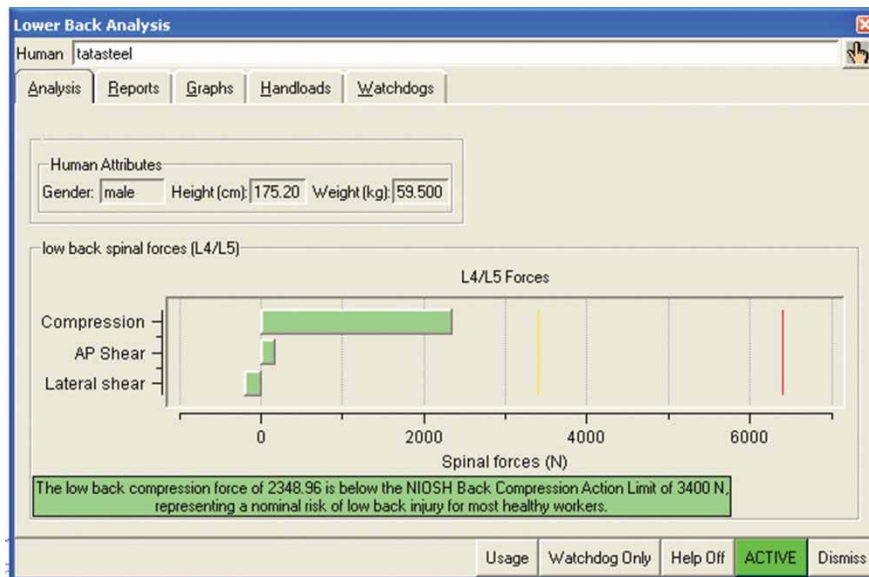 Lower Back Analysis
Human tatasteel
Analysis Reports Graphs Handloads Watchdogs
Human Attributes
Gender: male Height (cm): 175.20 Weight (kg): 59.500
low back spinal forces (L4/L5)
L4/L5 Forces
Compression
AP Shear
Lateral shear
0 2000 4000 6000
Spinal forces (N)
The low back compression force of 2348.96 is below the NIOSH Back Compression Action Limit of 3400 N,
representing a nominal risk of low back injury for most healthy workers.
Usage Watchdog Only Help Off ACTIVE Dismiss